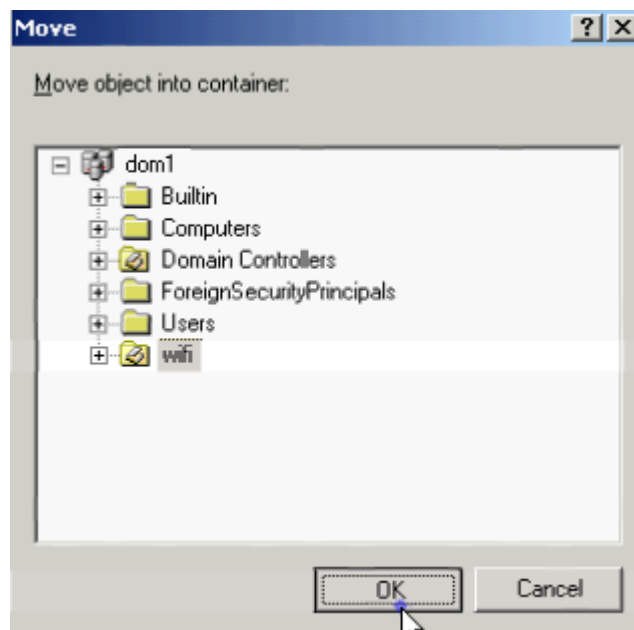 Move
Move object into container:
dom1
Builtin
Computers
Domain Controllers
ForeignSecurityPrincipals
Users
wifi
OK Cancel